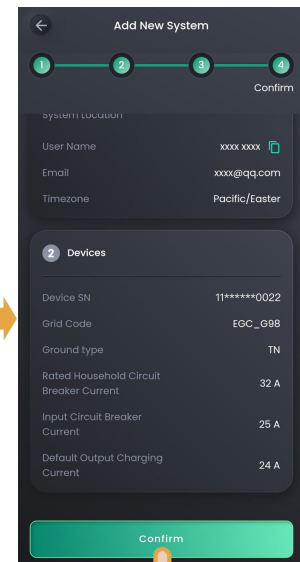 Add New System
1 2 3 4
Confirm
System Location
User Name xxxx xxxx
Email xxxx@qq.com
Timezone Pacific/Easter
2 Devices
Device SN 11******0022
Grid Code EGC_G98
Ground type TN
Rated Household Circuit
Breaker Current 32 A
Input Circuit Breaker
Current 25 A
Default Output Charging
Current 24 A
Confirm